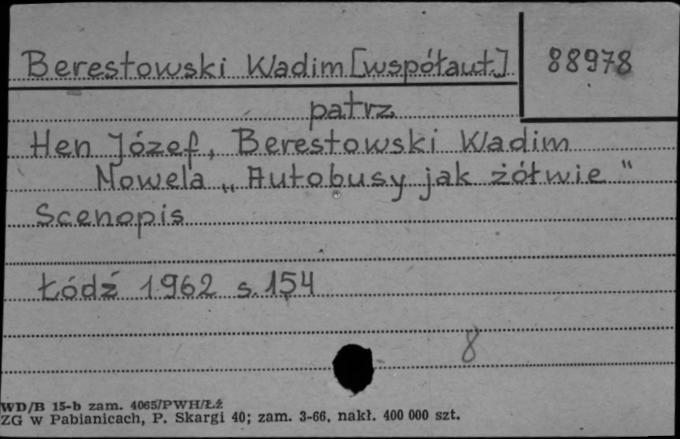 Berestowski Wadim [współaut.]
88978
patrz
Hen Józef, Berestowski Wadim
Nowela „Autobusy jak żółwie"
Scenopis
Łódź 1962 s. 154
8
WD/B 15-b zam. 4065/PWH/Łź
ZG w Pabianicach, P. Skargi 40; zam. 3-66, nakł. 400 000 szt.